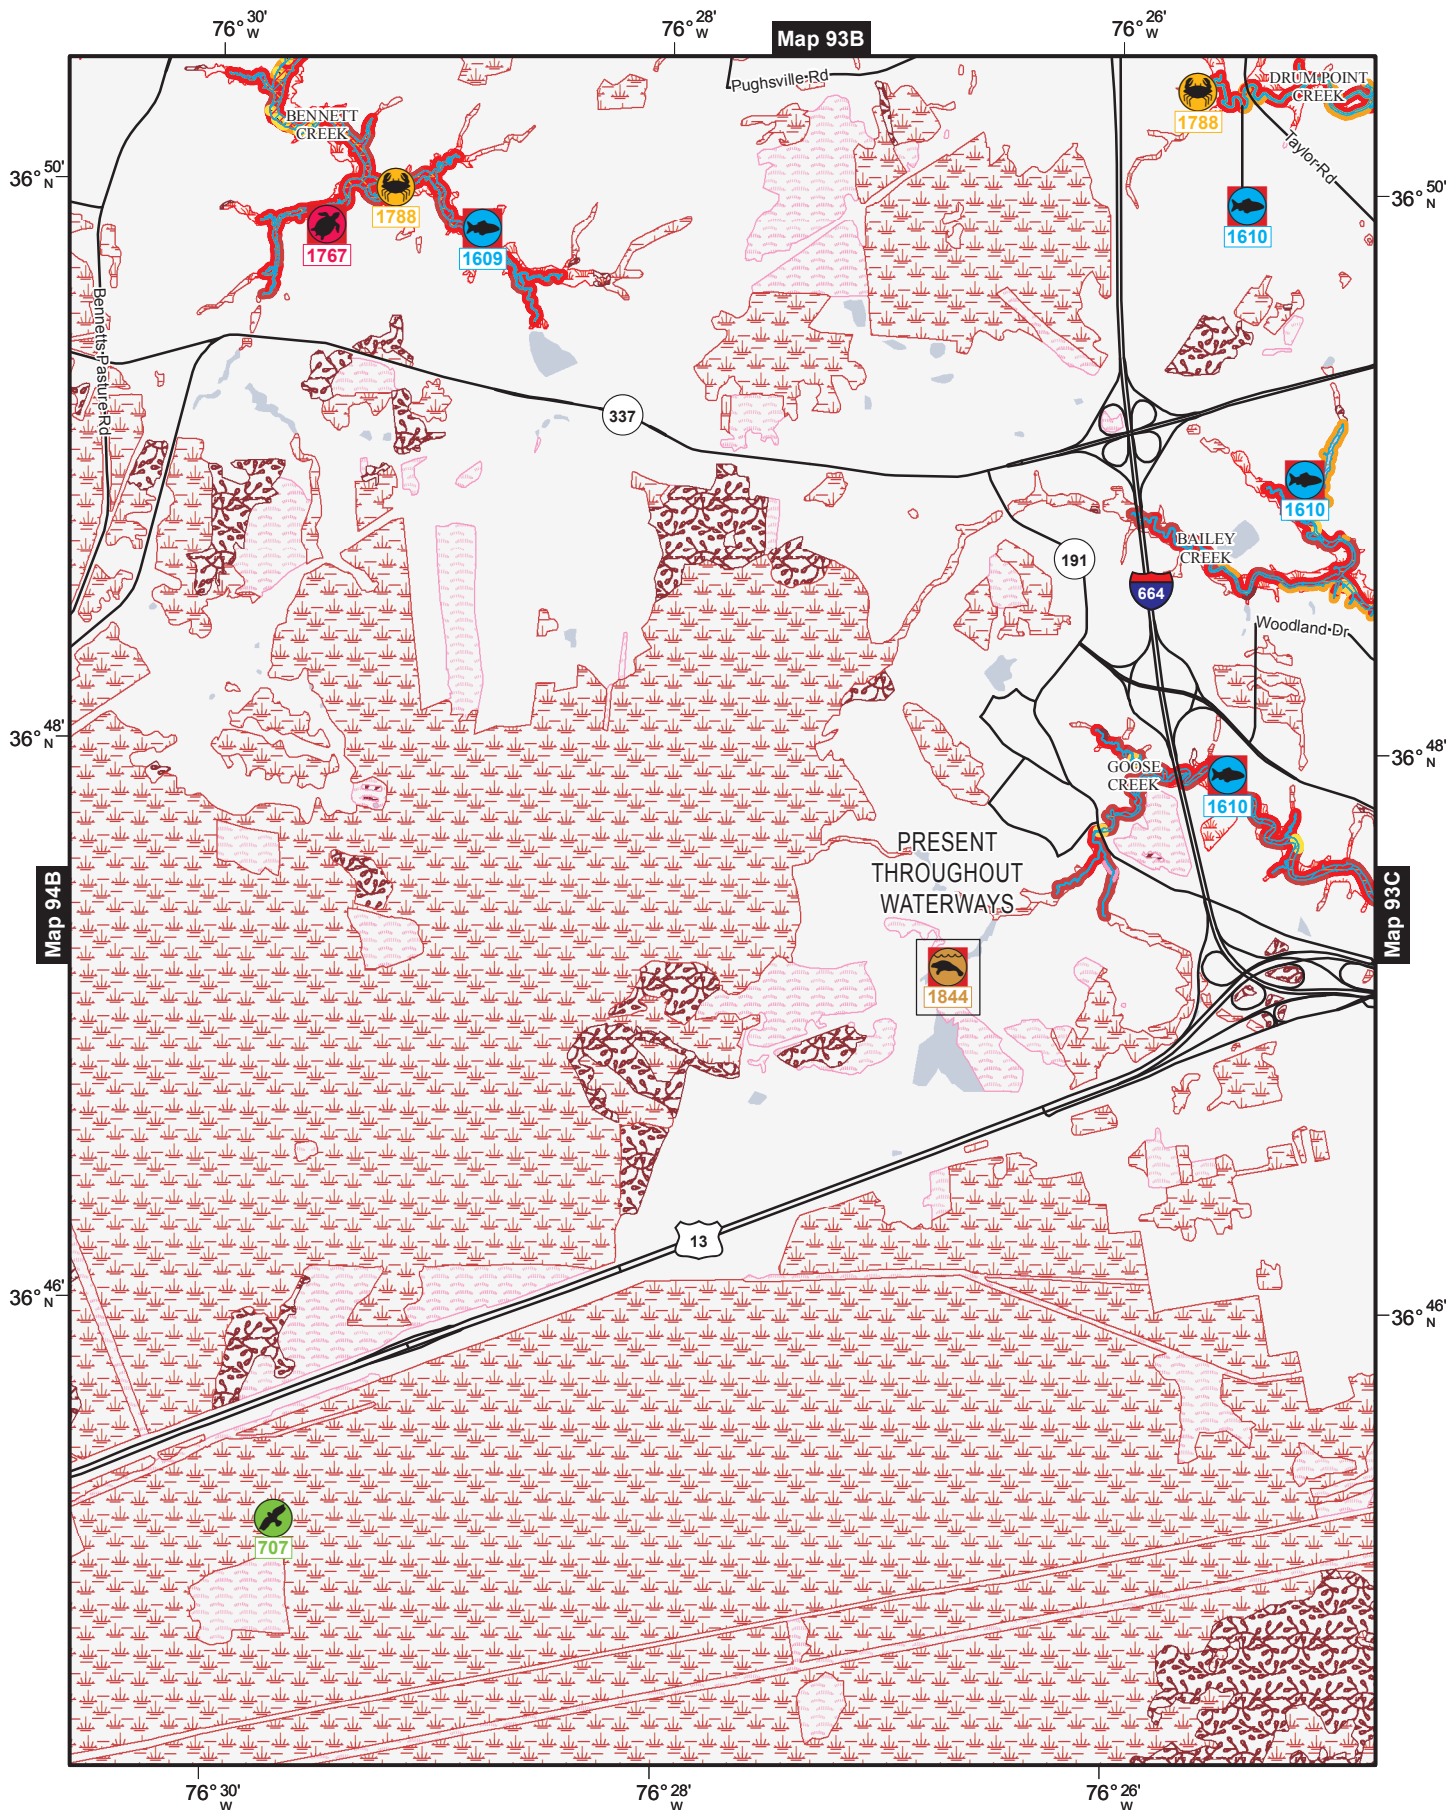 76° 30' W
76° 28' W
76° 26' W
Map 93B
Pughsville Rd
DRUM POINT
CREEK
1788
BENNETT
CREEK
Taylor Rd
36° 50' N
36° 50' N
1788
1767
1609
1610
Bennetts Pasture Rd
337
1610
191
BAILEY
CREEK
664
Woodland Dr
36° 48' N
36° 48' N
GOOSE
CREEK
1610
PRESENT
THROUGHOUT
WATERWAYS
Map 94B
Map 93C
1844
13
36° 46' N
36° 46' N
707
76° 30' W
76° 28' W
76° 26' W